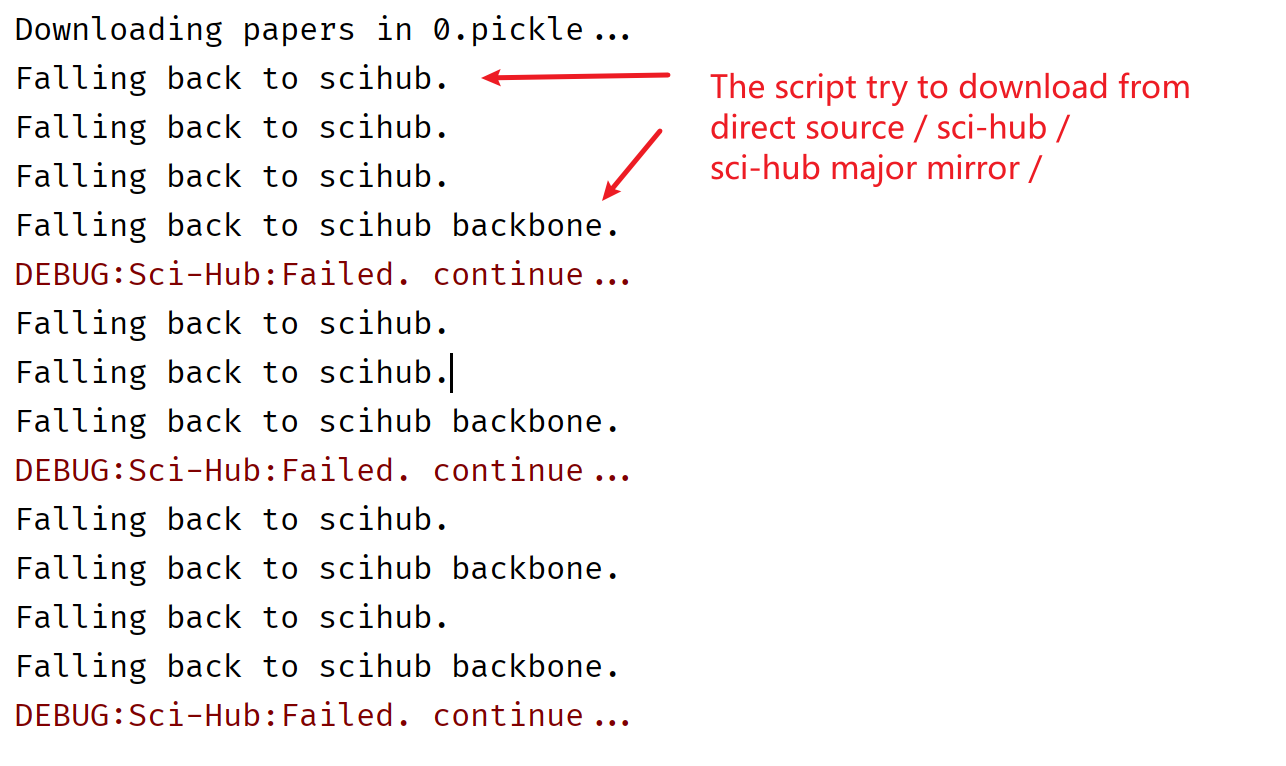 Downloading papers in 0.pickle...
Falling back to scihub.
Falling back to scihub.
Falling back to scihub.
Falling back to scihub backbone.
DEBUG:Sci-Hub:Failed. continue...
Falling back to scihub.
Falling back to scihub.
Falling back to scihub backbone.
DEBUG:Sci-Hub:Failed. continue...
Falling back to scihub.
Falling back to scihub backbone.
Falling back to scihub.
Falling back to scihub backbone.
DEBUG:Sci-Hub:Failed. continue...
The script try to download from
direct source / sci-hub /
sci-hub major mirror /